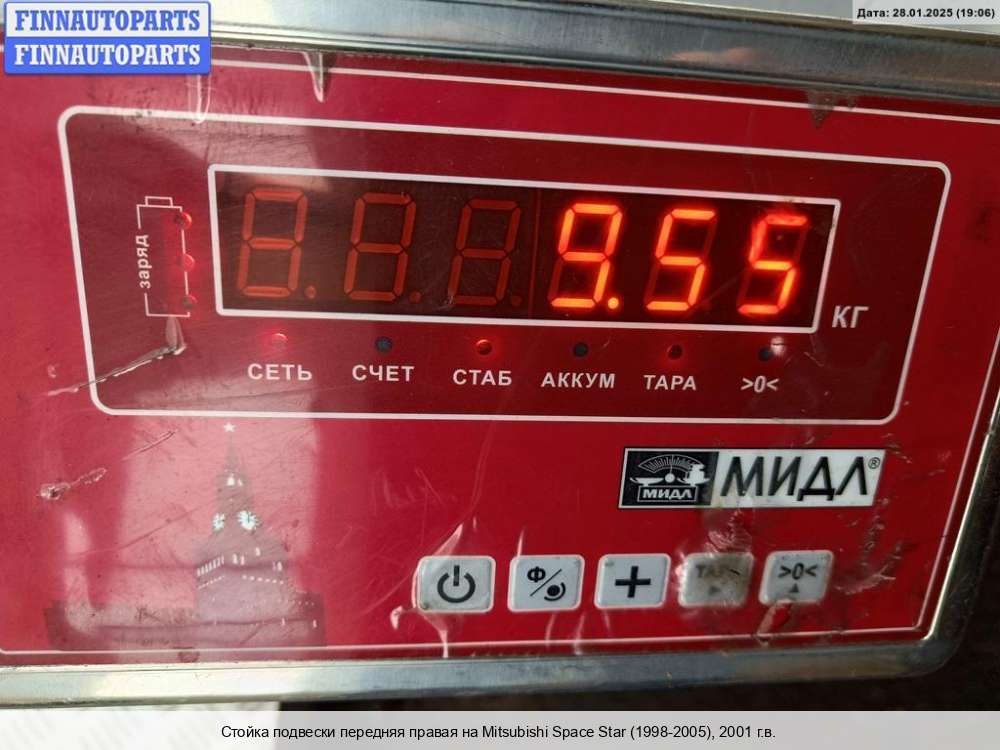 FINNAUTOPARTS
FINNAUTOPARTS
Дата: 28.01.2025 (19:06)
заряд
9.55
КГ
СЕТЬ СЧЕТ СТАБ АККУМ ТАРА >0<
МИДЛ МИДЛ®
Ф + >0<
Стойка подвески передняя правая на Mitsubishi Space Star (1998-2005), 2001 г.в.